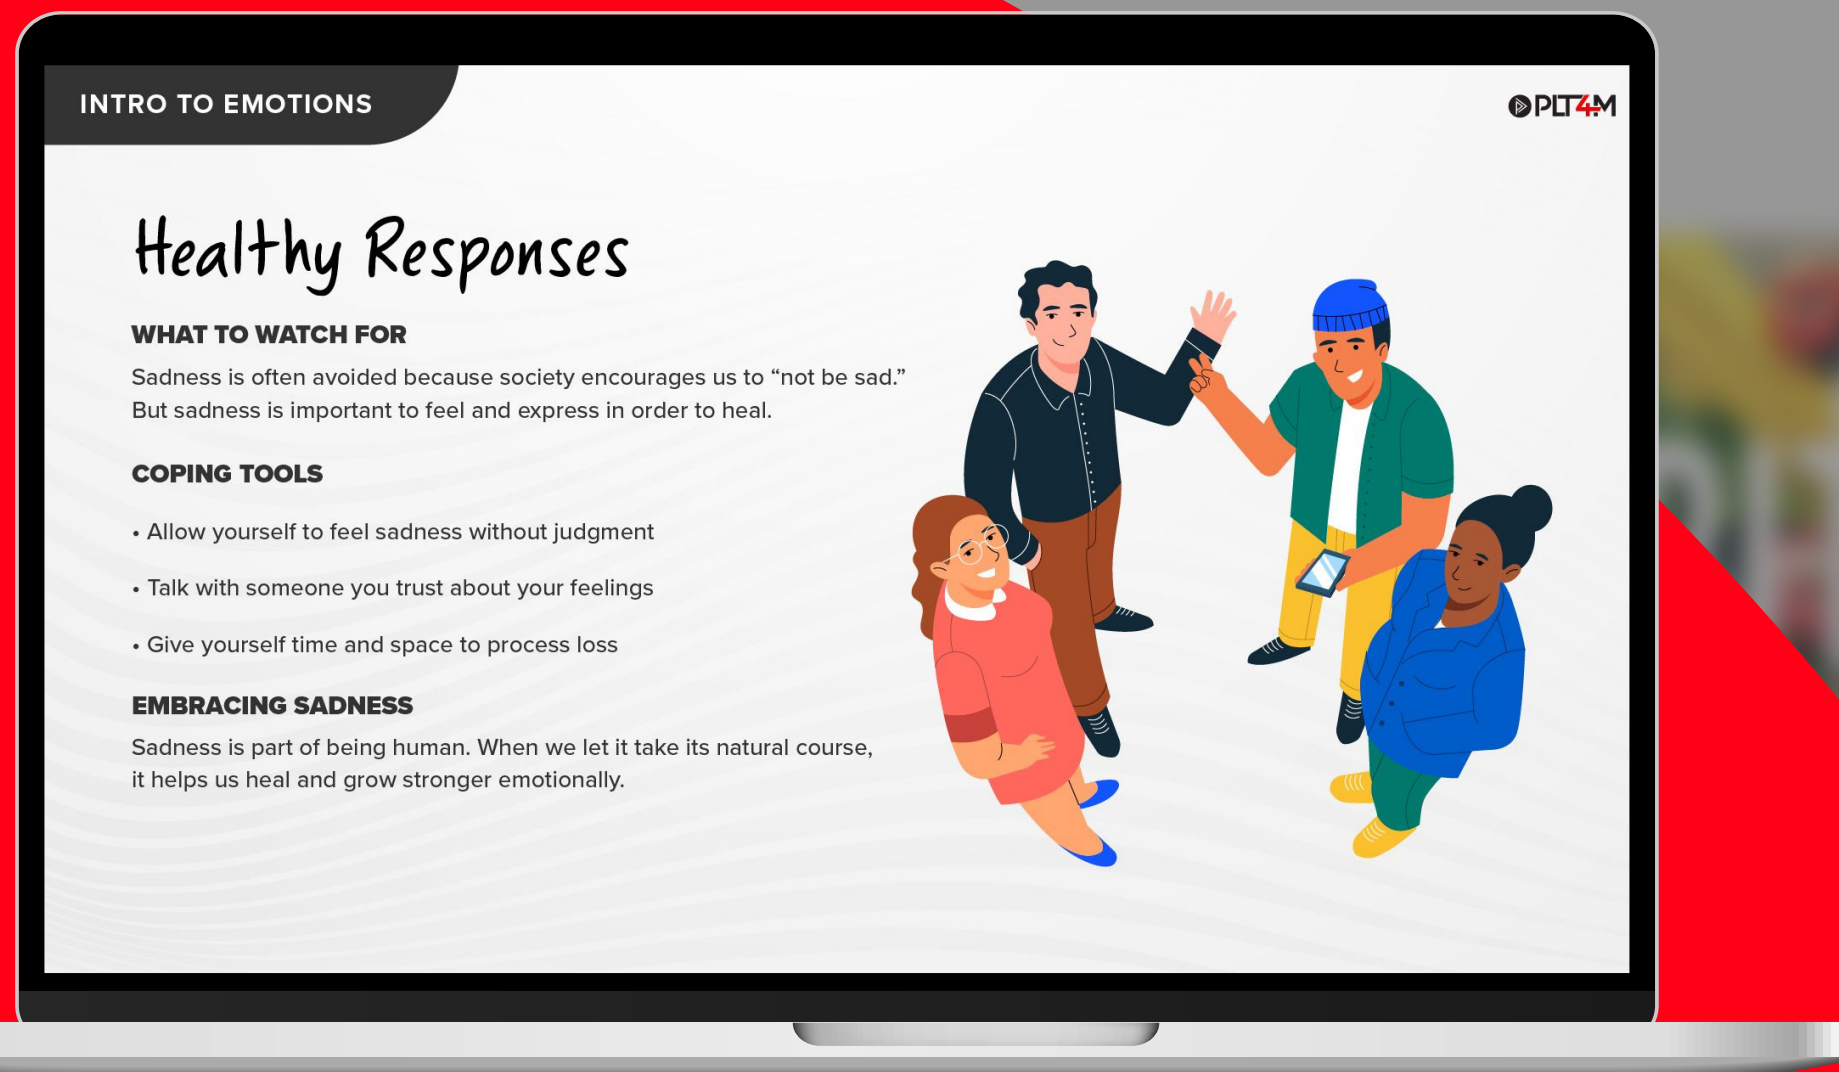 INTRO TO EMOTIONS
PLT4M
Healthy Responses
WHAT TO WATCH FOR
Sadness is often avoided because society encourages us to “not be sad.”
But sadness is important to feel and express in order to heal.
COPING TOOLS
• Allow yourself to feel sadness without judgment
• Talk with someone you trust about your feelings
• Give yourself time and space to process loss
EMBRACING SADNESS
Sadness is part of being human. When we let it take its natural course,
it helps us heal and grow stronger emotionally.